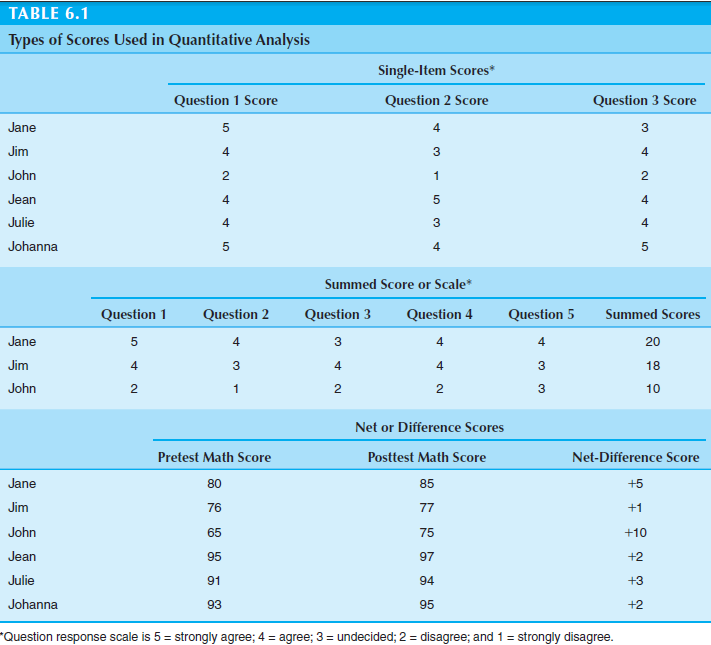 TABLE 6.1
Types of Scores Used in Quantitative Analysis
Single-Item Scores*
Question 1 Score Question 2 Score Question 3 Score
Jane 5 4 3
Jim 4 3 4
John 2 1 2
Jean 4 5 4
Julie 4 3 4
Johanna 5 4 5
Summed Score or Scale*
Question 1 Question 2 Question 3 Question 4 Question 5 Summed Scores
Jane 5 4 3 4 4 20
Jim 4 3 4 4 3 18
John 2 1 2 2 3 10
Net or Difference Scores
Pretest Math Score Posttest Math Score Net-Difference Score
Jane 80 85 +5
Jim 76 77 +1
John 65 75 +10
Jean 95 97 +2
Julie 91 94 +3
Johanna 93 95 +2
*Question response scale is 5 = strongly agree; 4 = agree; 3 = undecided; 2 = disagree; and 1 = strongly disagree.